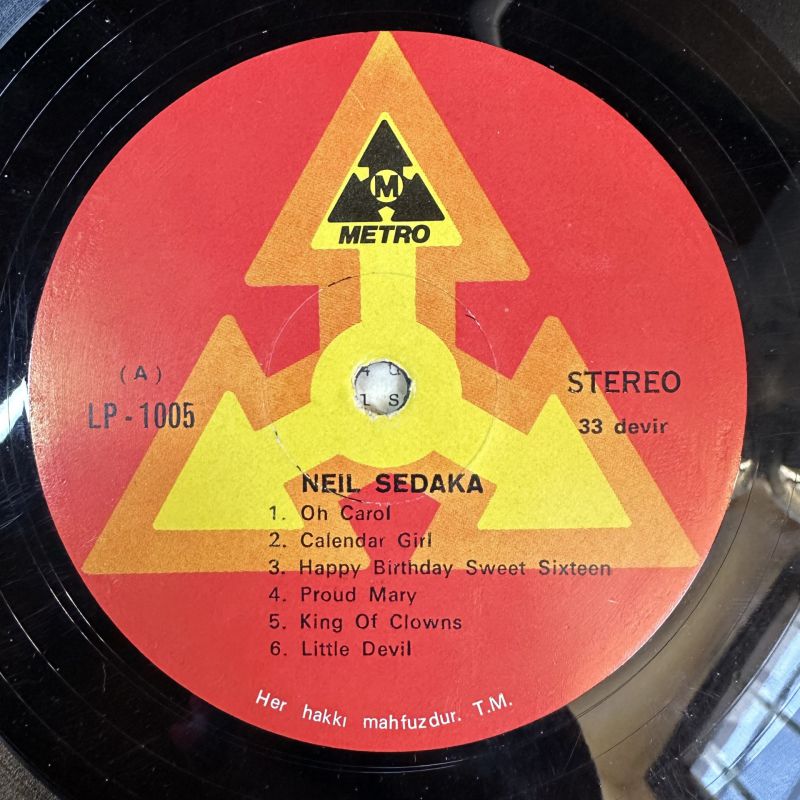 M
METRO
(A)
LP-1005
STEREO
33 devir
NEIL SEDAKA
1. Oh Carol
2. Calendar Girl
3. Happy Birthday Sweet Sixteen
4. Proud Mary
5. King Of Clowns
6. Little Devil
Her hakkı mahfuzdur. T.M.